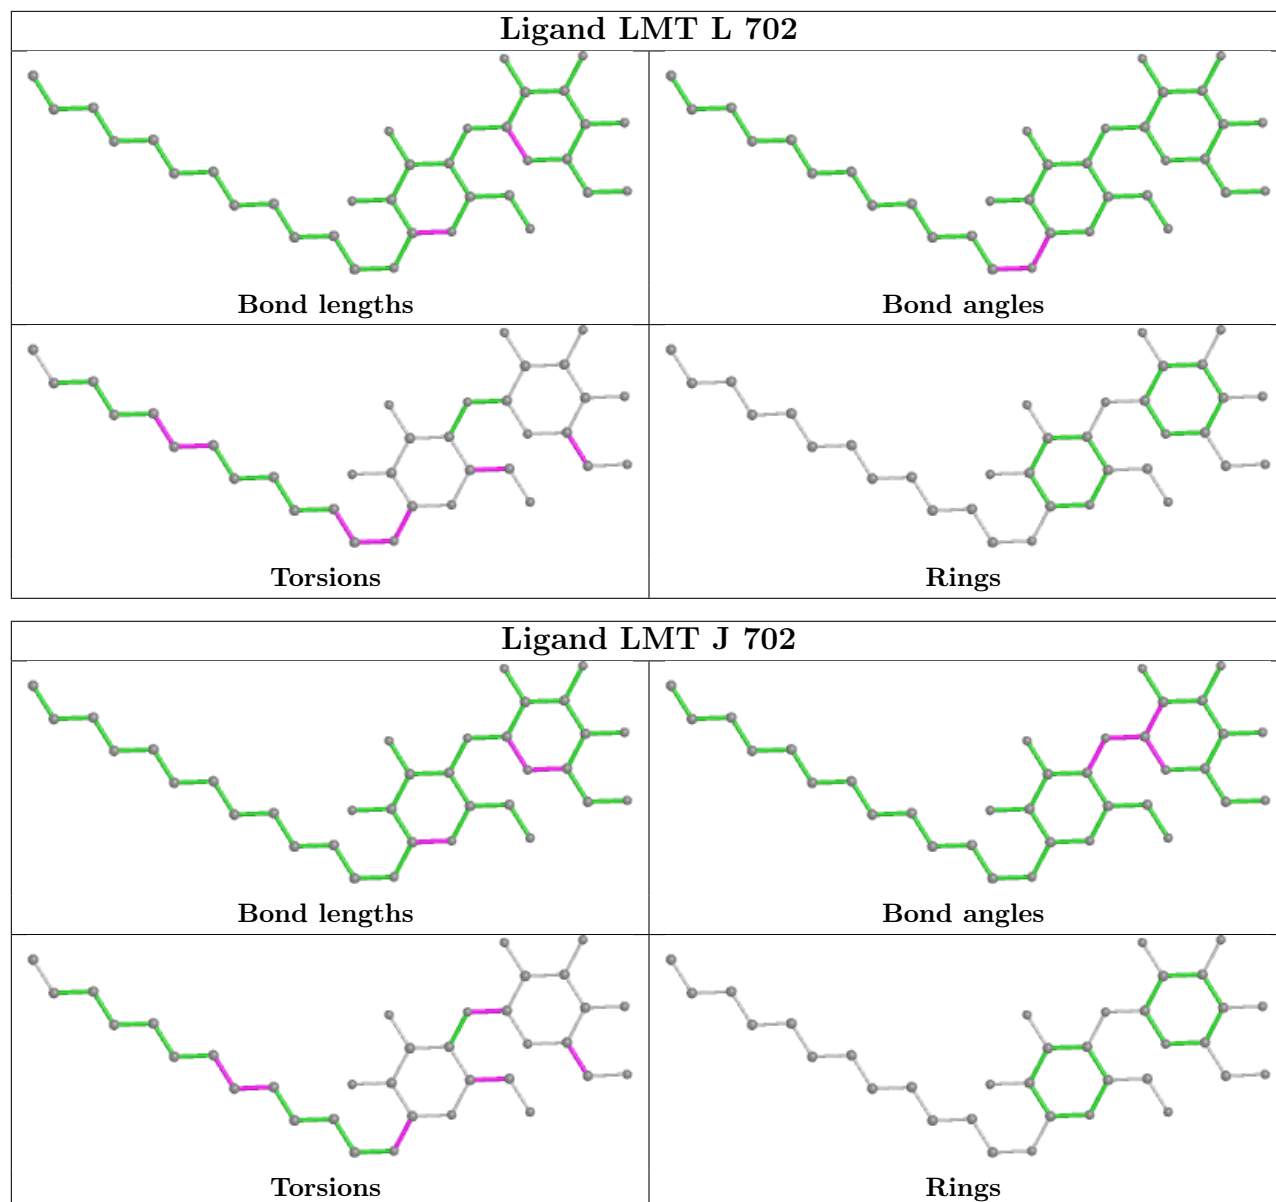 Ligand LMT L 702
Bond lengths
Bond angles
Torsions
Rings
Ligand LMT J 702
Bond lengths
Bond angles
Torsions
Rings